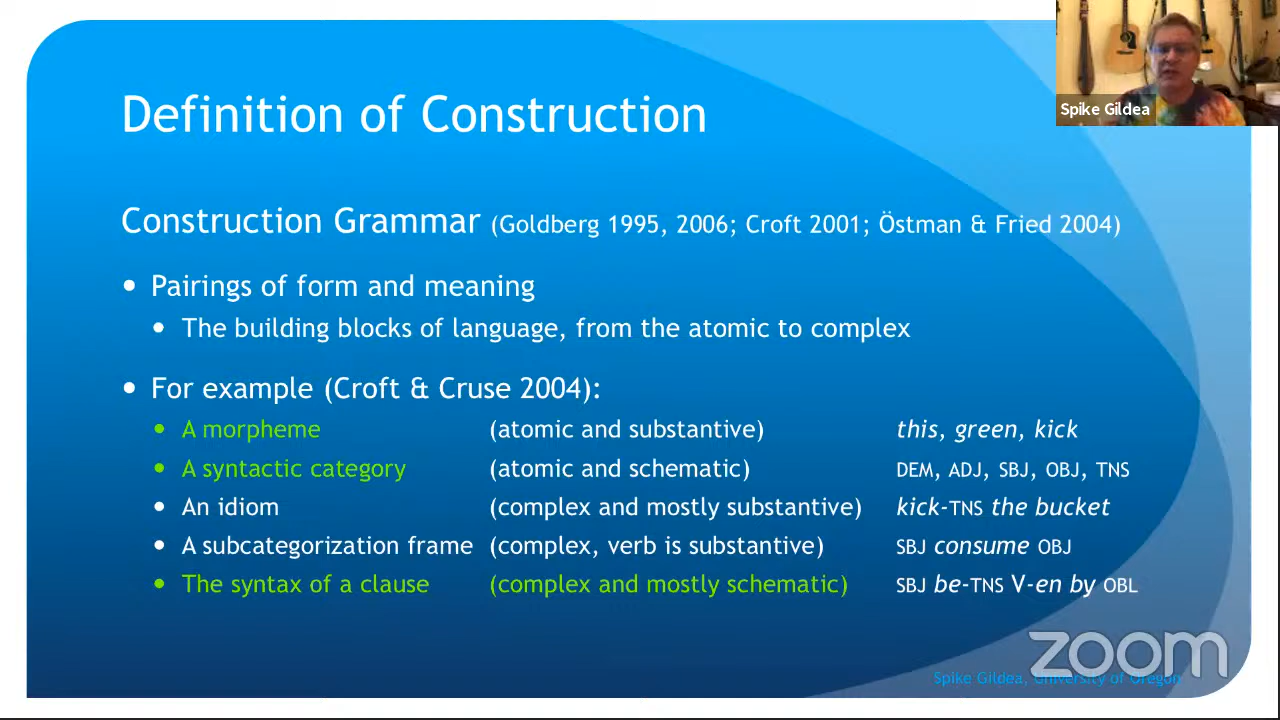 Definition of Construction
Spike Gildea
Construction Grammar (Goldberg 1995, 2006; Croft 2001; Östman & Fried 2004)
• Pairings of form and meaning
• The building blocks of language, from the atomic to complex
• For example (Croft & Cruse 2004):
• A morpheme (atomic and substantive) this, green, kick
• A syntactic category (atomic and schematic) DEM, ADJ, SBJ, OBJ, TNS
• An idiom (complex and mostly substantive) kick-TNS the bucket
• A subcategorization frame (complex, verb is substantive) SBJ consume OBJ
• The syntax of a clause (complex and mostly schematic) SBJ be-TNS V-en by OBL
zoom
Spike Gildea, University of Oregon